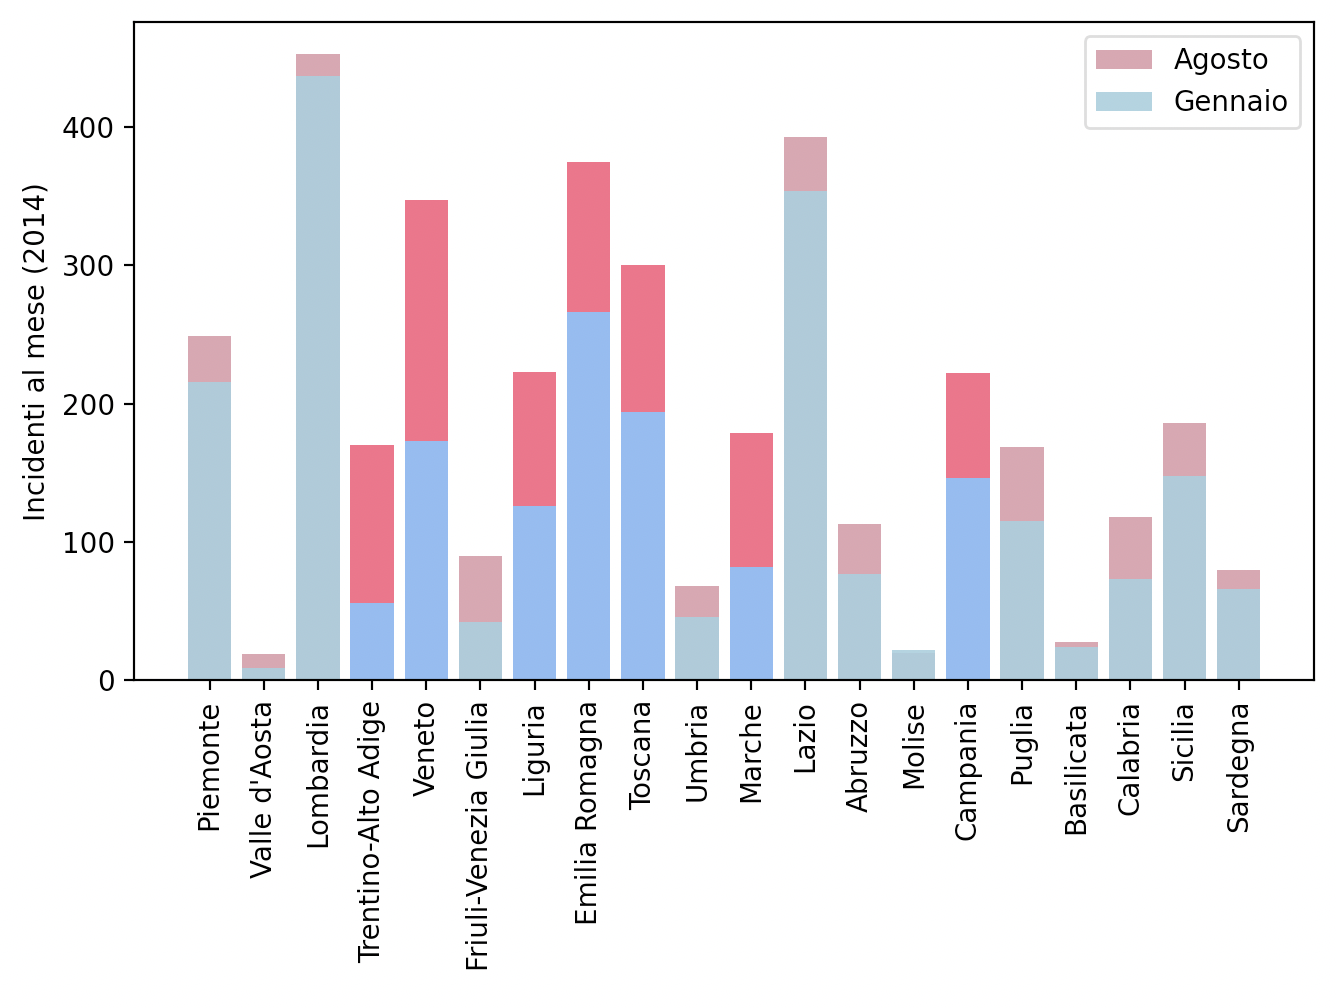 Agosto
Gennaio
Incidenti al mese (2014)
400
300
200
100
0
Piemonte
Valle d'Aosta
Lombardia
Trentino-Alto Adige
Veneto
Friuli-Venezia Giulia
Liguria
Emilia Romagna
Toscana
Umbria
Marche
Lazio
Abruzzo
Molise
Campania
Puglia
Basilicata
Calabria
Sicilia
Sardegna